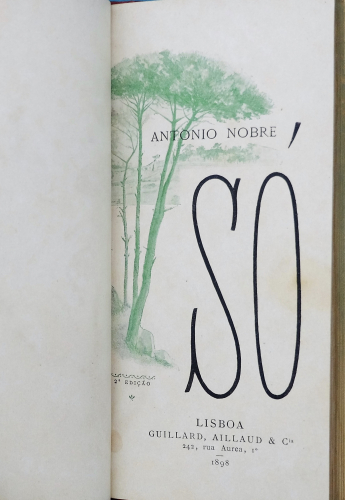 ANTONIO NOBRE
SÓ
2ª EDIÇÃO
LISBOA
GUILLARD, AILLAUD & Cⁱᵃ
242, rua Aurea, 1º
1898